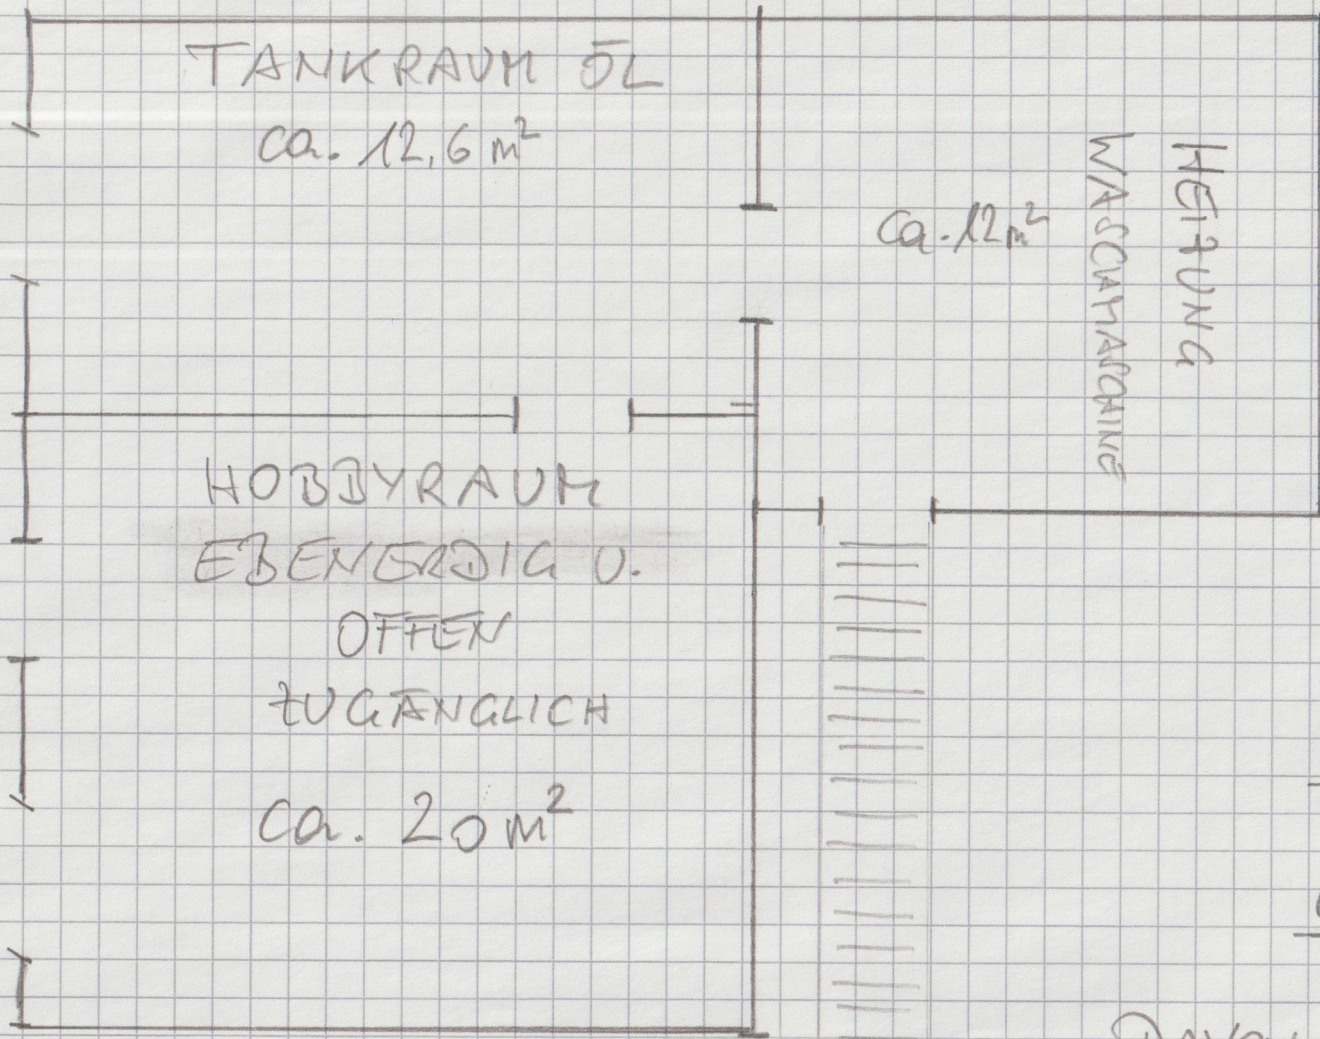 TANKRAUM ÖL
ca. 12,6 m²
ca. 12 m²
HEIZUNG
WASCHMASCHINE
HOBBYRAUM
EBENERDIG U.
OFFEN
ZUGÄNGLICH
ca. 20 m²